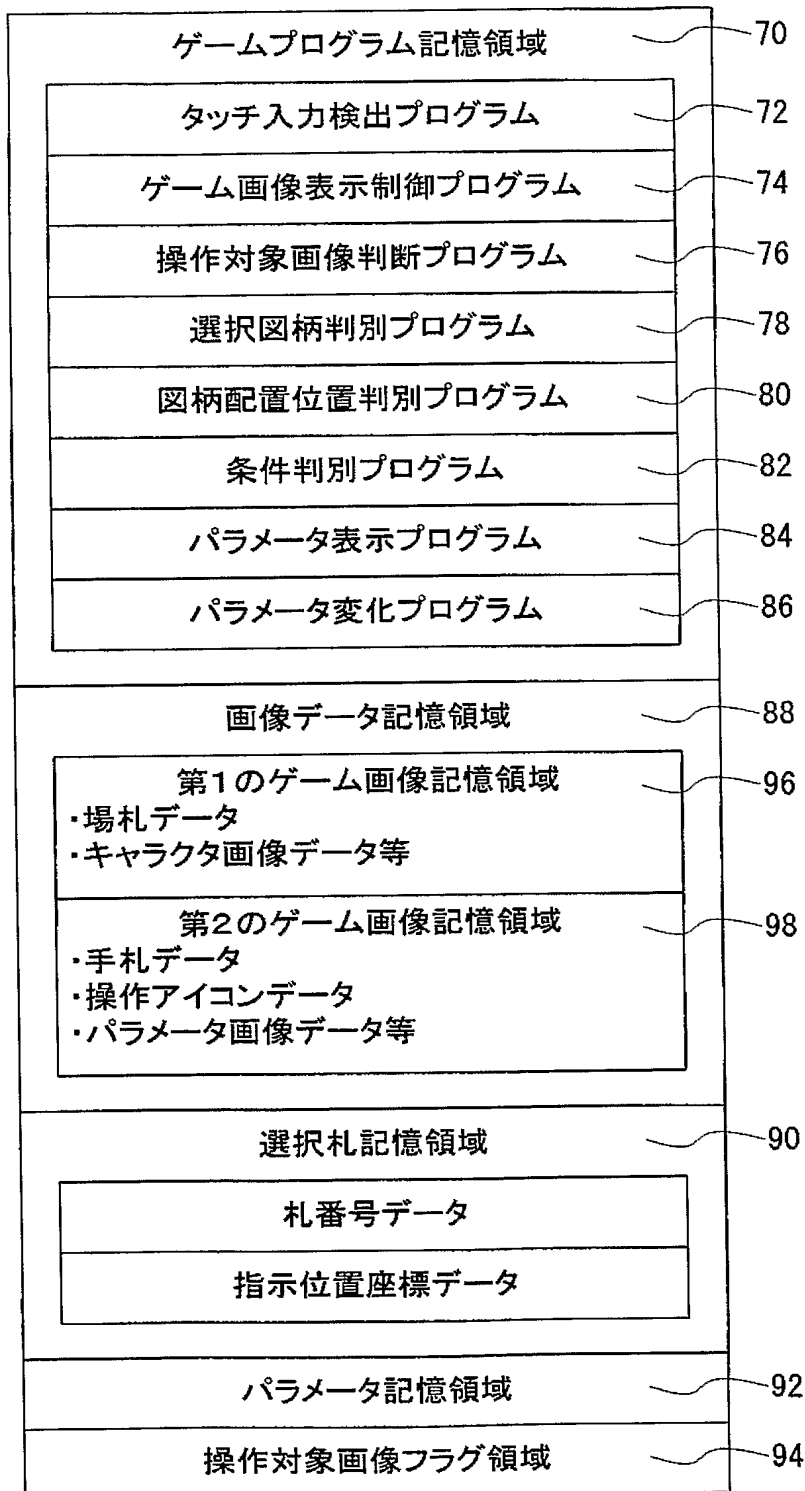 ゲームプログラム記憶領域 70
タッチ入力検出プログラム 72
ゲーム画像表示制御プログラム 74
操作対象画像判断プログラム 76
選択図柄判別プログラム 78
図柄配置位置判別プログラム 80
条件判別プログラム 82
パラメータ表示プログラム 84
パラメータ変化プログラム 86
画像データ記憶領域 88
第1のゲーム画像記憶領域 96
・場札データ
・キャラクタ画像データ等
第2のゲーム画像記憶領域 98
・手札データ
・操作アイコンデータ
・パラメータ画像データ等
選択札記憶領域 90
札番号データ
指示位置座標データ
パラメータ記憶領域 92
操作対象画像フラグ領域 94